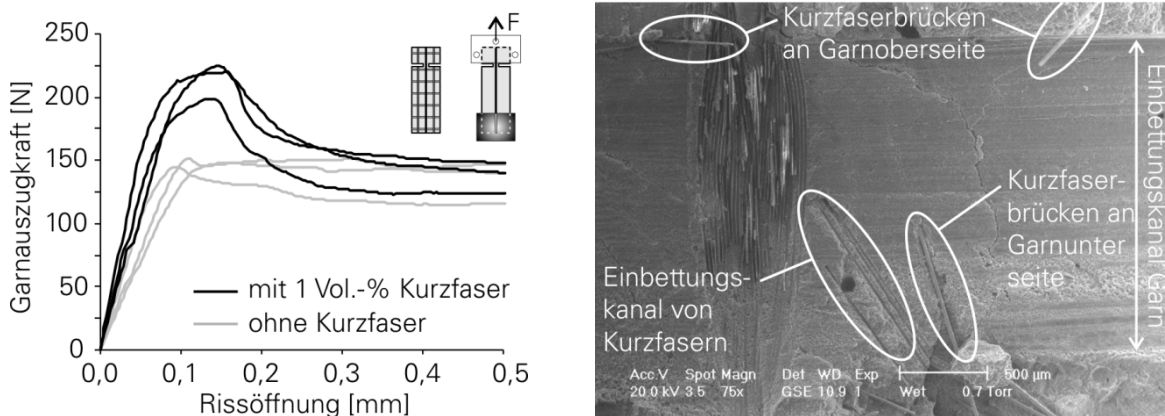 Garnauszugkraft [N]
250
200
150
100
50
0
F
mit 1 Vol.-% Kurzfaser
ohne Kurzfaser
0,0
0,1
0,2
0,3
0,4
0,5
Rissöffnung [mm]
Kurzfaserbrücken
an Garnoberseite
Einbettungskanal Garn
Kurzfaser-
brücken an
Garnunter
seite
Einbettungs-
kanal von
Kurzfasern
Acc.V Spot Magn Det WD Exp
20.0 kV 3.5 75x GSE 10.9 1
500 µm
Wet 0.7 Torr